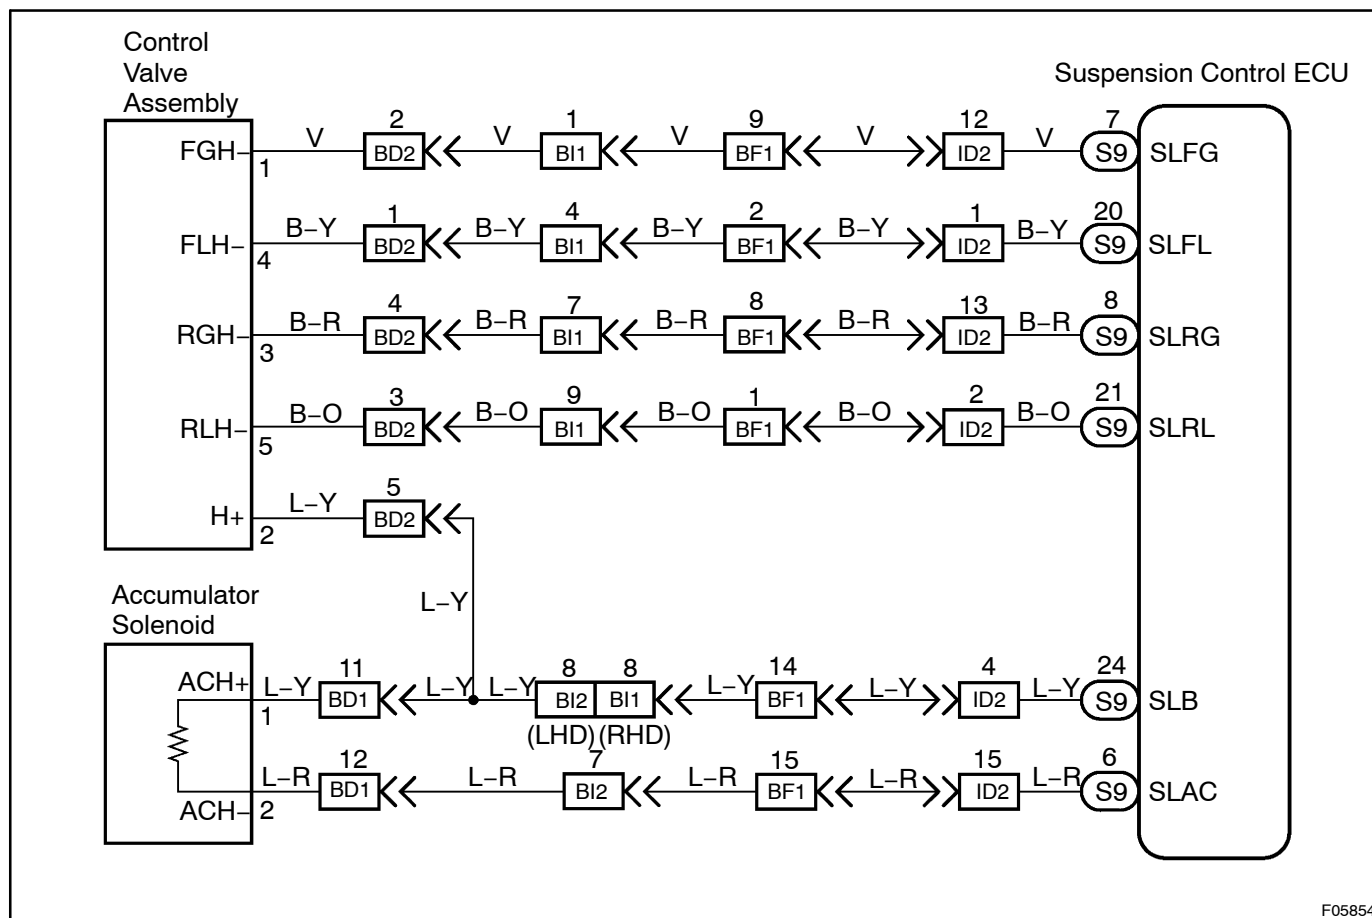 Control
Valve
Assembly
Suspension Control ECU
2 1 9 12 7
FGH− V V V V V SLFG
1 BD2 BI1 BF1 ID2 S9
1 4 2 1 20
FLH− B−Y B−Y B−Y B−Y B−Y SLFL
4 BD2 BI1 BF1 ID2 S9
4 7 8 13 8
RGH− B−R B−R B−R B−R B−R SLRG
3 BD2 BI1 BF1 ID2 S9
3 9 1 2 21
RLH− B−O B−O B−O B−O B−O SLRL
5 BD2 BI1 BF1 ID2 S9
5
H+ L−Y
2 BD2
L−Y
Accumulator
Solenoid
11 8 8 14 4 24
ACH+ L−Y L−Y L−Y L−Y L−Y L−Y SLB
1 BD1 BI2 BI1 BF1 ID2 S9
(LHD) (RHD)
12 7 15 15 6
L−R L−R L−R L−R L−R
ACH− 2 BD1 BI2 BF1 ID2 S9 SLAC
F05854